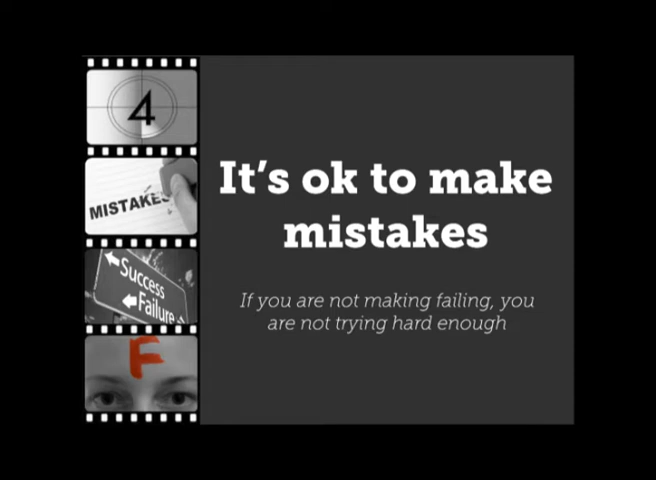 4
MISTAKES
Success
Failure
F
It's ok to make
mistakes
If you are not making failing, you
are not trying hard enough